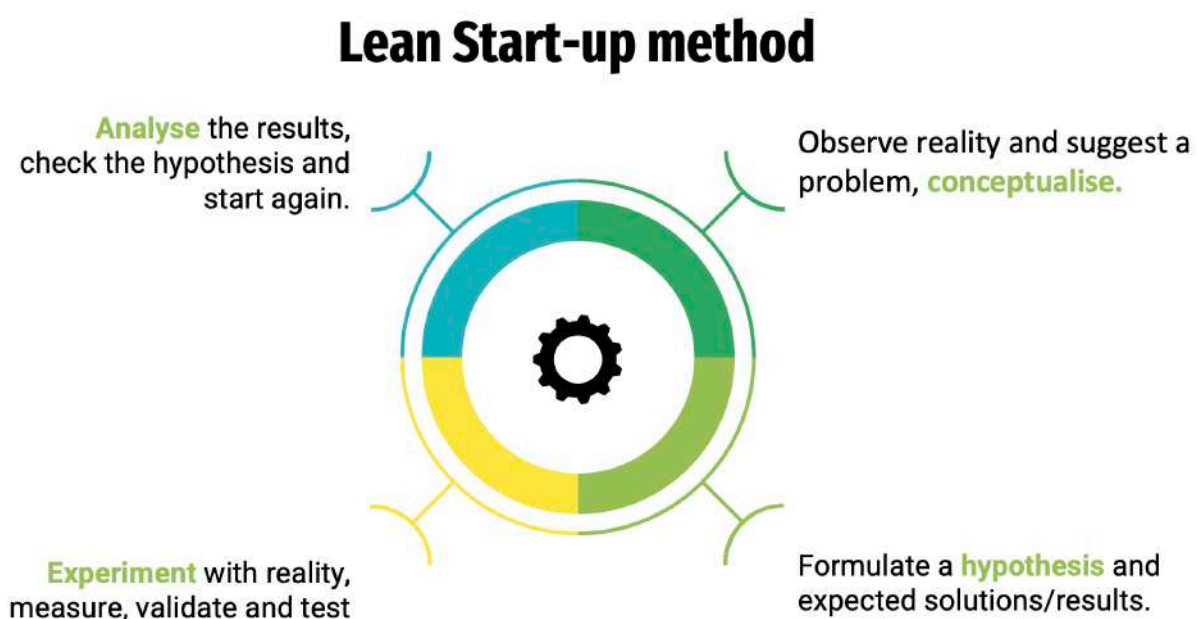 Lean Start-up method
Analyse the results,
check the hypothesis and
start again.
Observe reality and suggest a
problem, conceptualise.
Experiment with reality,
measure, validate and test
Formulate a hypothesis and
expected solutions/results.